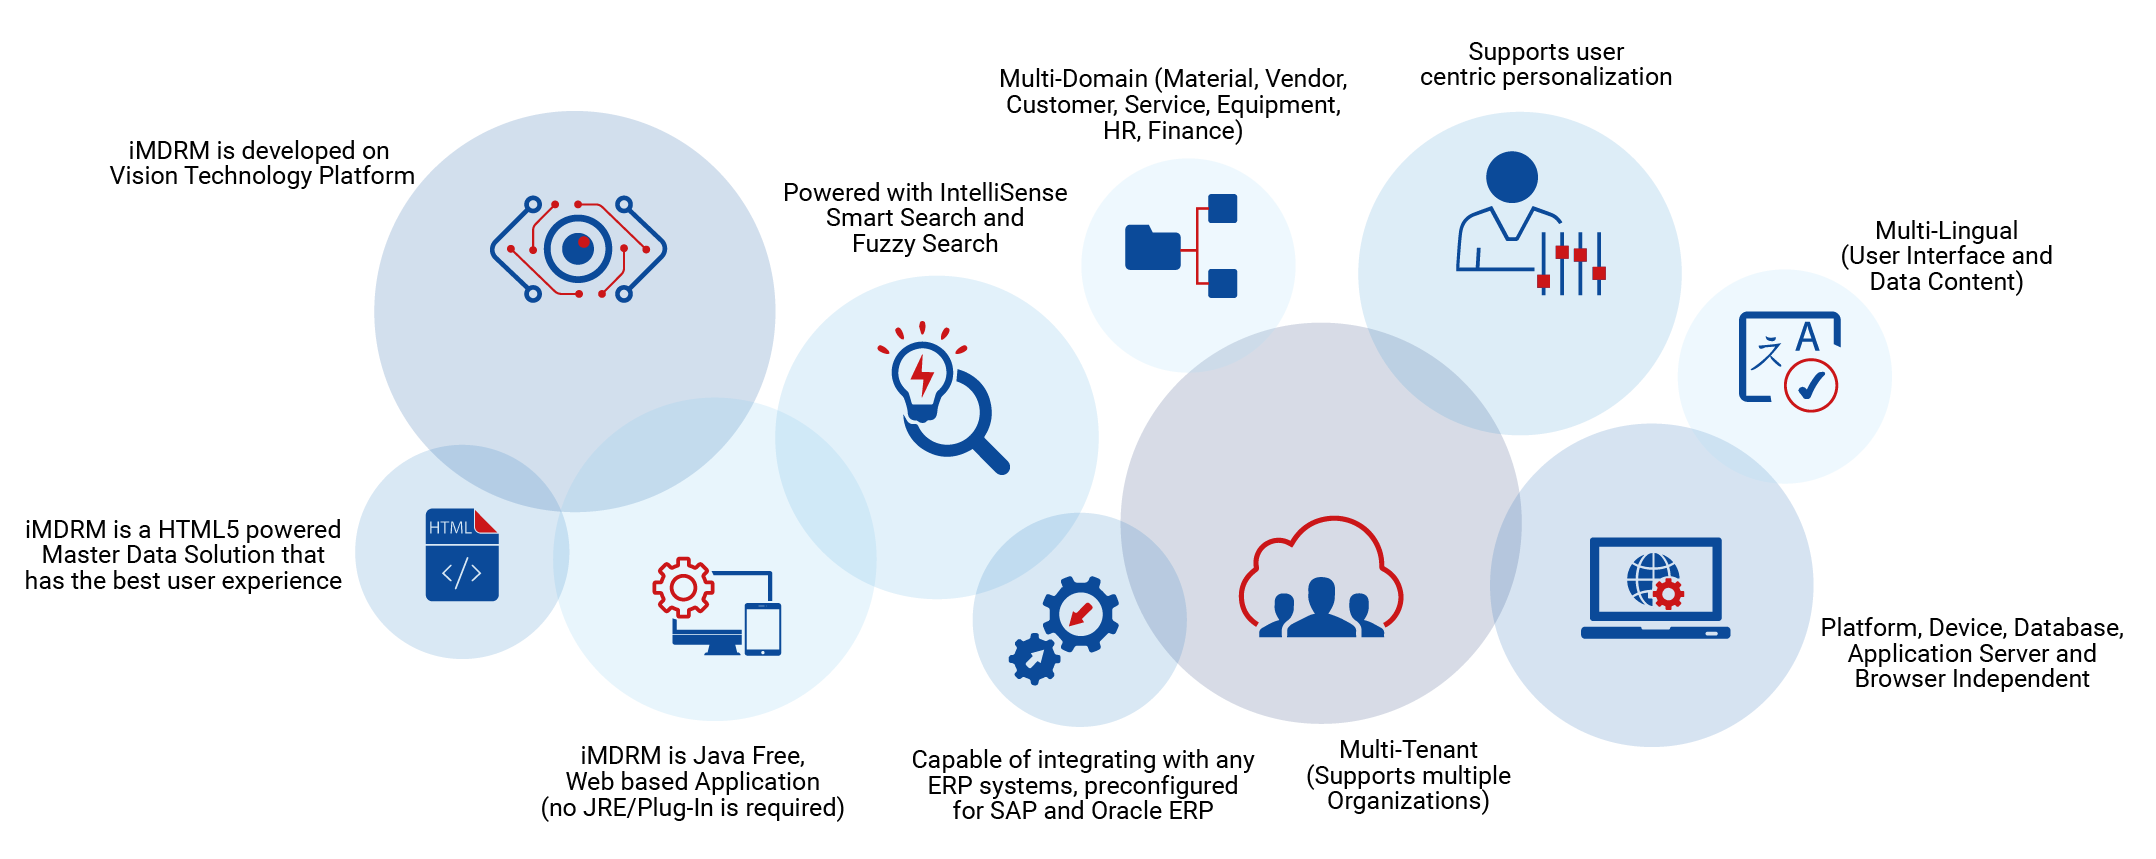 Supports user
centric personalization
Multi-Domain (Material, Vendor,
Customer, Service, Equipment,
HR, Finance)
iMDRM is developed on
Vision Technology Platform
Powered with IntelliSense
Smart Search and
Fuzzy Search
Multi-Lingual
(User Interface and
Data Content)
A
iMDRM is a HTML5 powered
Master Data Solution that
has the best user experience
HTML
</>
Platform, Device, Database,
Application Server and
Browser Independent
iMDRM is Java Free,
Web based Application
(no JRE/Plug-In is required)
Capable of integrating with any
ERP systems, preconfigured
for SAP and Oracle ERP
Multi-Tenant
(Supports multiple
Organizations)